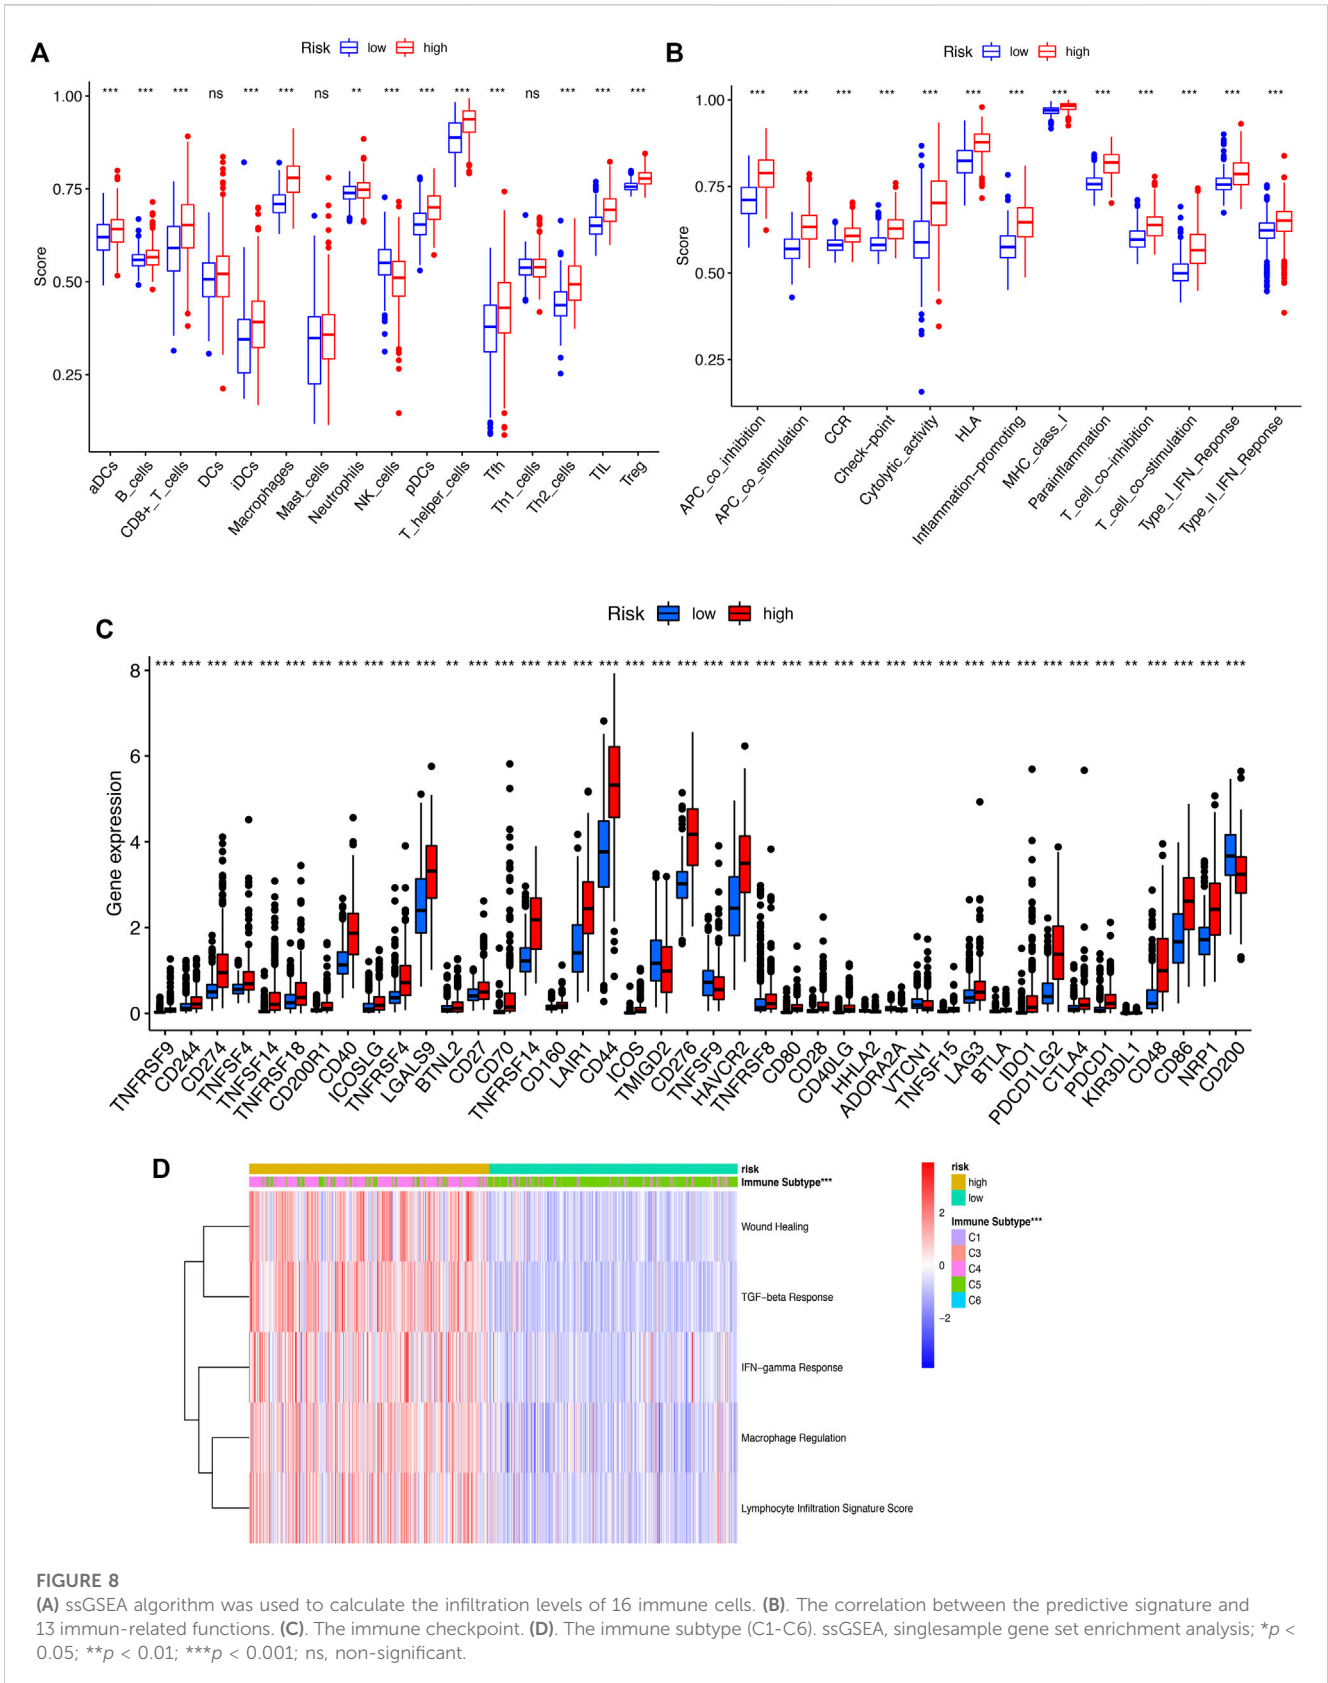 A
Risk low high
*** *** *** ns *** *** ns ** *** *** *** *** ns *** *** ***
1.00
0.75
0.50
0.25
Score
aDCs
B_cells
CD8+_T_cells
DCs
iDCs
Macrophages
Mast_cells
Neutrophils
NK_cells
pDCs
T_helper_cells
Tfh
Th1_cells
Th2_cells
TIL
Treg
B
Risk low high
*** *** *** *** *** *** *** *** *** *** *** *** ***
1.00
0.75
0.50
0.25
Score
APC_co_inhibition
APC_co_stimulation
CCR
Check-point
Cytolytic_activity
HLA
Inflammation-promoting
MHC_class_I
Parainflammation
T_cell_co-inhibition
T_cell_co-stimulation
Type_I_IFN_Reponse
Type_II_IFN_Reponse
C
Risk low high
*** *** *** *** *** *** *** *** *** *** *** ** *** *** *** *** *** *** *** *** *** *** *** *** *** *** *** *** *** *** *** *** *** *** *** *** *** ** *** *** *** ***
8
6
4
2
0
Gene expression
TNFRSF9
CD244
CD274
TNFSF4
TNFSF14
TNFRSF18
CD200R1
CD40
ICOSLG
TNFRSF4
LGALS9
BTNL2
CD27
CD70
TNFRSF14
CD160
LAIR1
CD44
ICOS
TMIGD2
CD276
TNFSF9
HAVCR2
TNFRSF8
CD80
CD28
CD40LG
HHLA2
ADORA2A
VTCN1
TNFSF15
LAG3
BTLA
IDO1
PDCD1LG2
CTLA4
PDCD1
KIR3DL1
CD48
CD86
NRP1
CD200
D
risk
Immune Subtype***
Wound Healing
TGF-beta Response
IFN-gamma Response
Macrophage Regulation
Lymphocyte Infiltration Signature Score
2
0
-2
risk
high
low
Immune Subtype***
C1
C3
C4
C5
C6
FIGURE 8
(A) ssGSEA algorithm was used to calculate the infiltration levels of 16 immune cells. (B). The correlation between the predictive signature and
13 immun-related functions. (C). The immune checkpoint. (D). The immune subtype (C1-C6). ssGSEA, singlesample gene set enrichment analysis; *p <
0.05; **p < 0.01; ***p < 0.001; ns, non-significant.